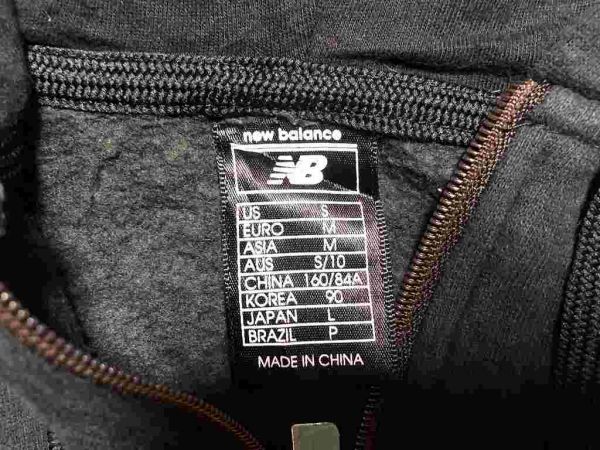 new balance
NB
US S
EURO M
ASIA M
AUS S/10
CHINA 160/84A
KOREA 90
JAPAN L
BRAZIL P
MADE IN CHINA